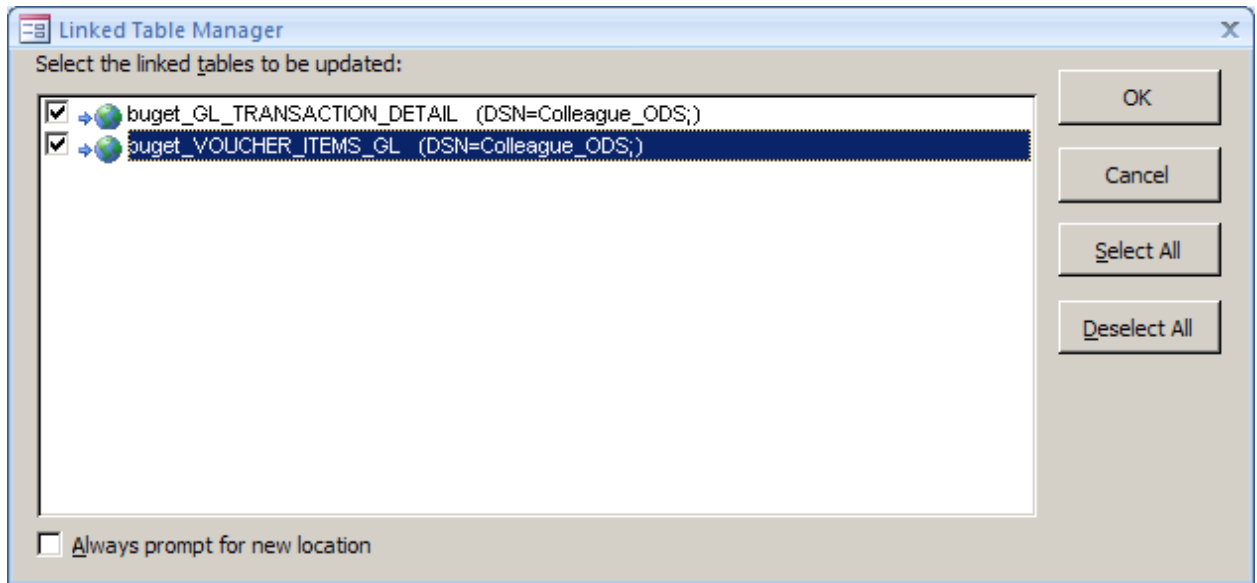 Linked Table Manager
Select the linked tables to be updated:
buget_GL_TRANSACTION_DETAIL (DSN=Colleague_ODS;)
buget_VOUCHER_ITEMS_GL (DSN=Colleague_ODS;)
OK
Cancel
Select All
Deselect All
Always prompt for new location